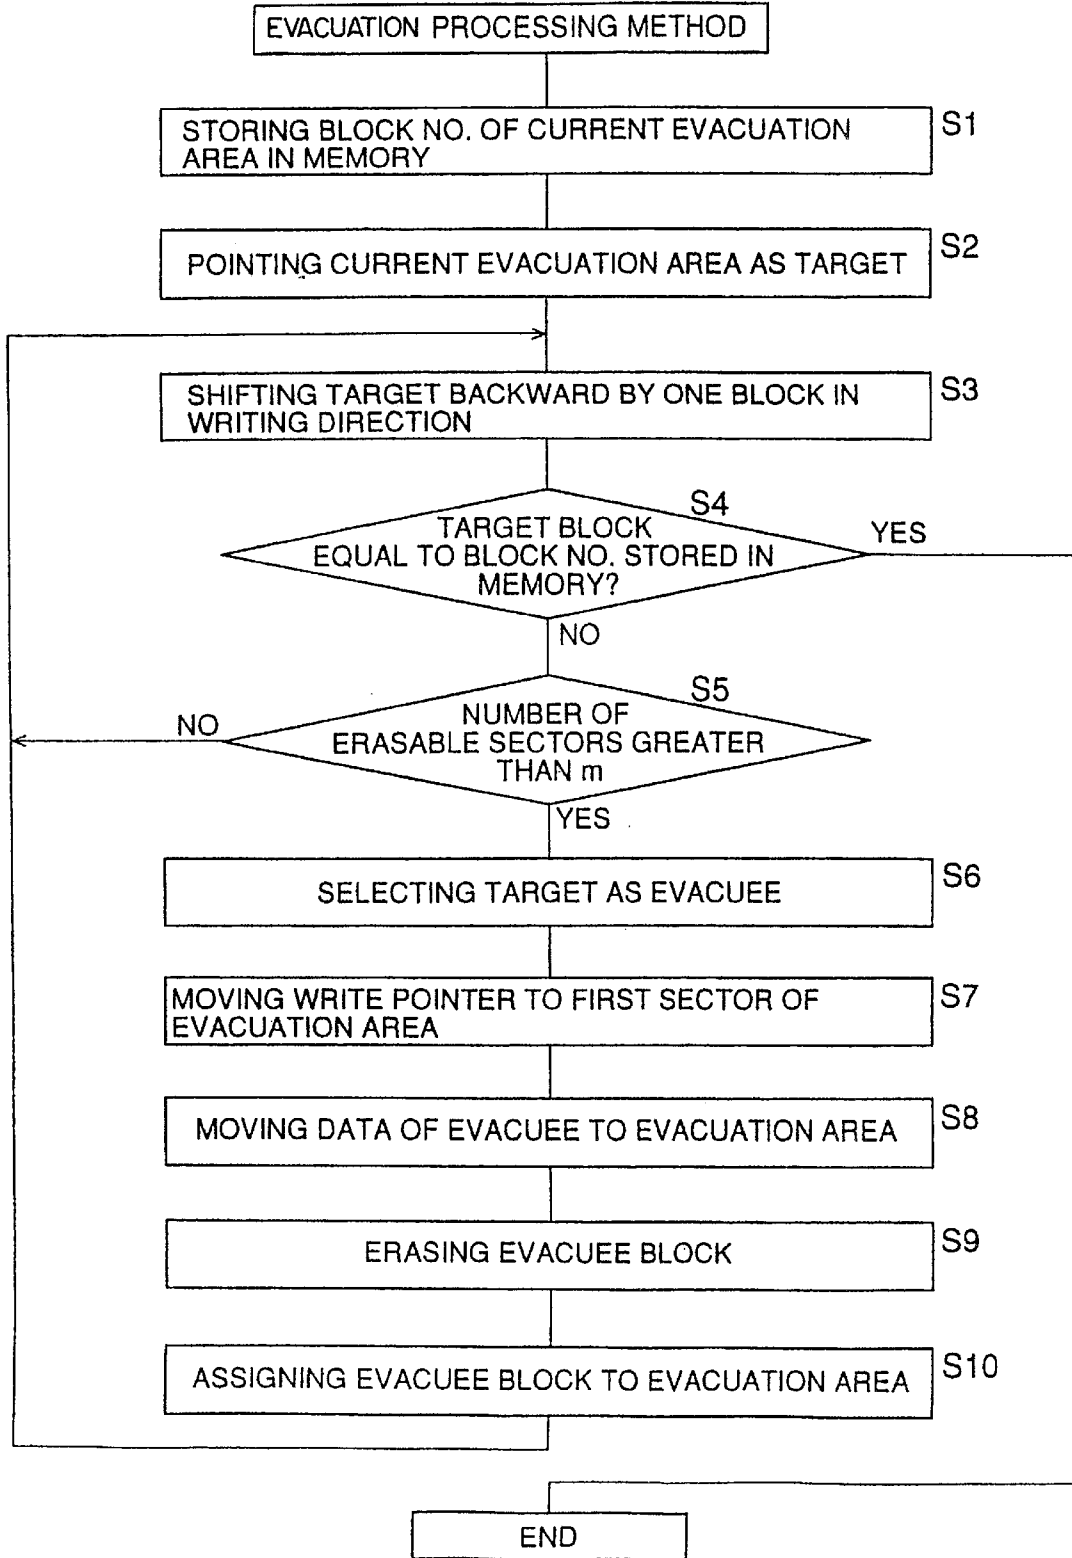 EVACUATION PROCESSING METHOD
STORING BLOCK NO. OF CURRENT EVACUATION
AREA IN MEMORY
S1
POINTING CURRENT EVACUATION AREA AS TARGET
S2
SHIFTING TARGET BACKWARD BY ONE BLOCK IN
WRITING DIRECTION
S3
S4
TARGET BLOCK
EQUAL TO BLOCK NO. STORED IN
MEMORY?
YES
NO
S5
NUMBER OF
ERASABLE SECTORS GREATER
THAN m
NO
YES
SELECTING TARGET AS EVACUEE
S6
MOVING WRITE POINTER TO FIRST SECTOR OF
EVACUATION AREA
S7
MOVING DATA OF EVACUEE TO EVACUATION AREA
S8
ERASING EVACUEE BLOCK
S9
ASSIGNING EVACUEE BLOCK TO EVACUATION AREA
S10
END